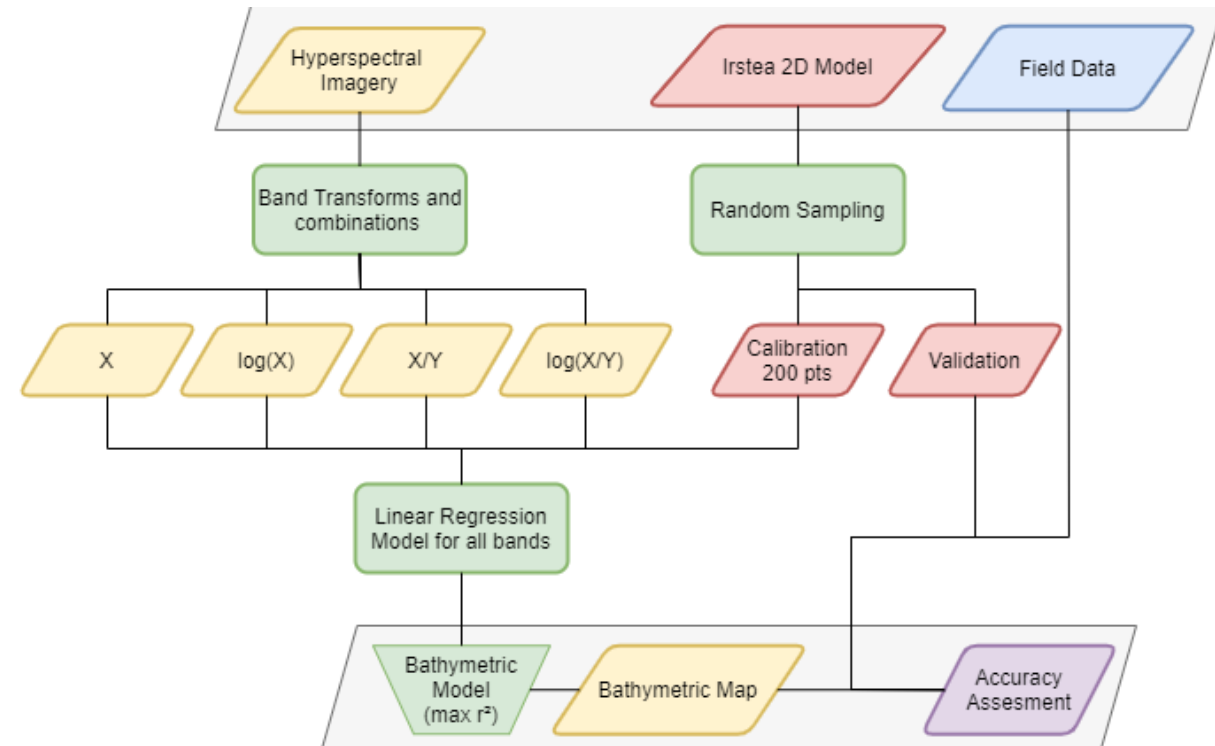 Hyperspectral
Imagery
Irstea 2D Model
Field Data
Band Transforms and
combinations
Random Sampling
X
log(X)
X/Y
log(X/Y)
Calibration
200 pts
Validation
Linear Regression
Model for all bands
Bathymetric
Model
(max r²)
Bathymetric Map
Accuracy
Assesment